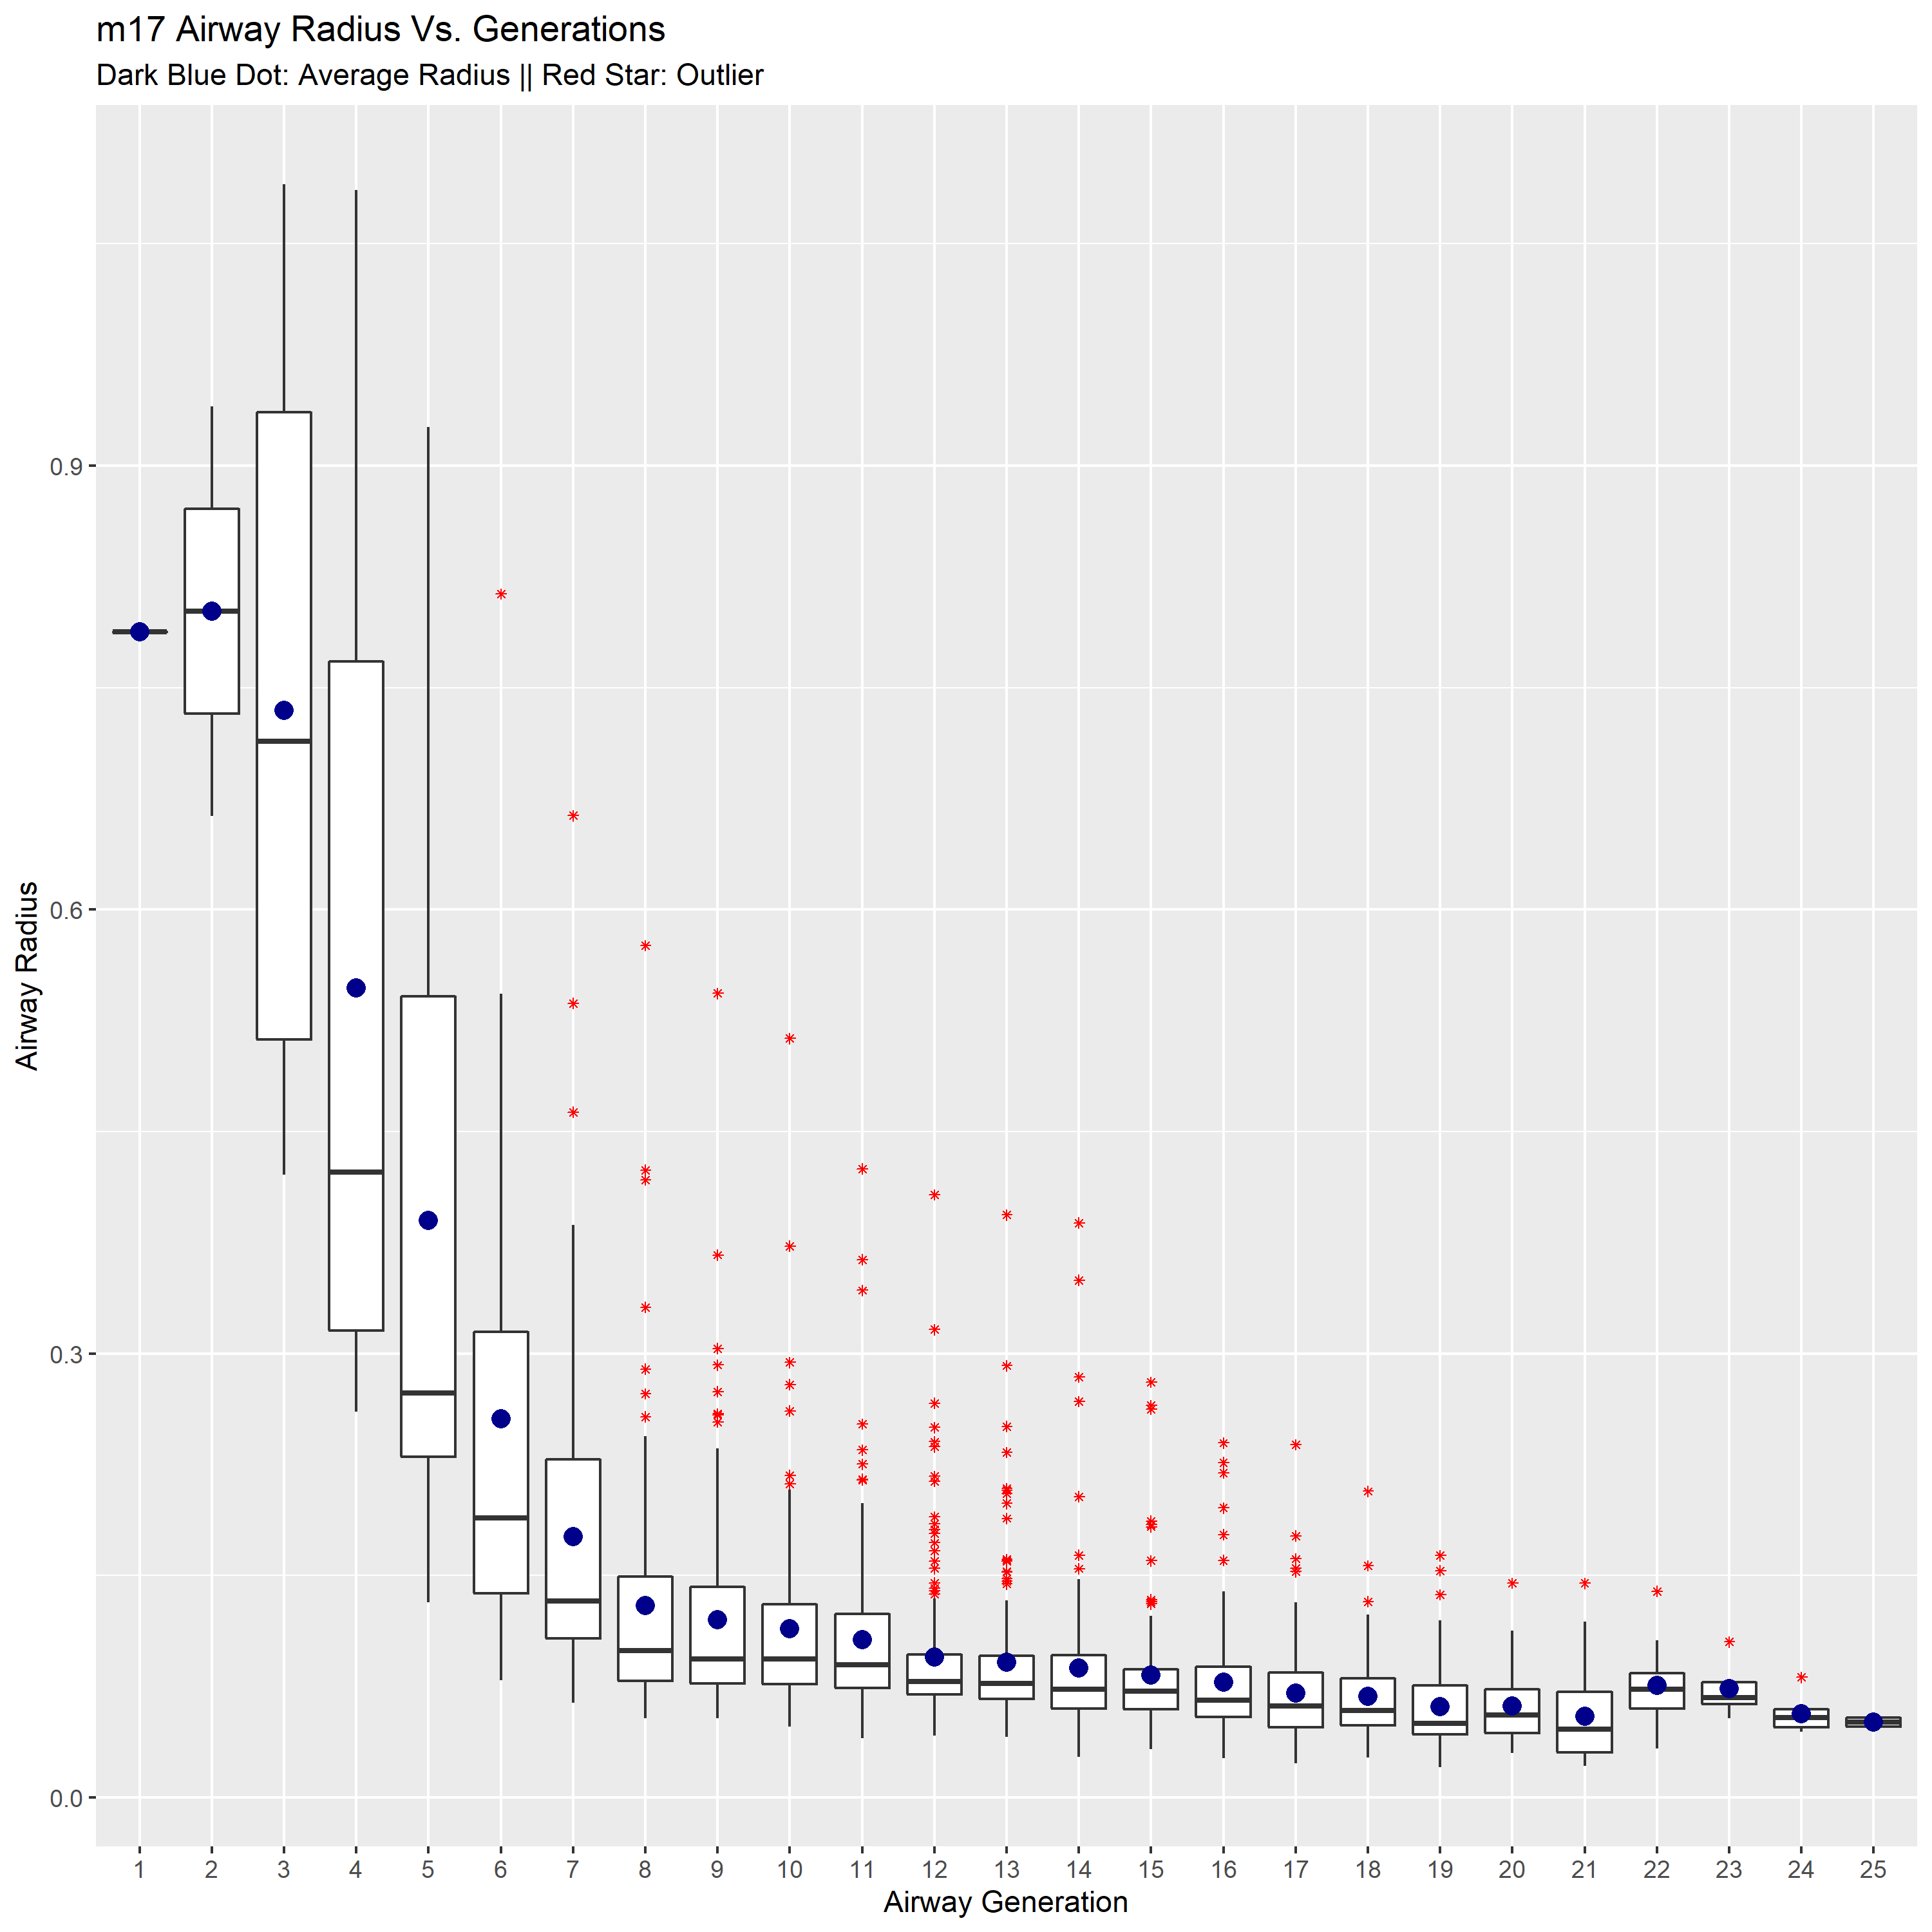 m17 Airway Radius Vs. Generations
Dark Blue Dot: Average Radius || Red Star: Outlier
Airway Radius
0.9
0.6
0.3
0.0
1 2 3 4 5 6 7 8 9 10 11 12 13 14 15 16 17 18 19 20 21 22 23 24 25
Airway Generation